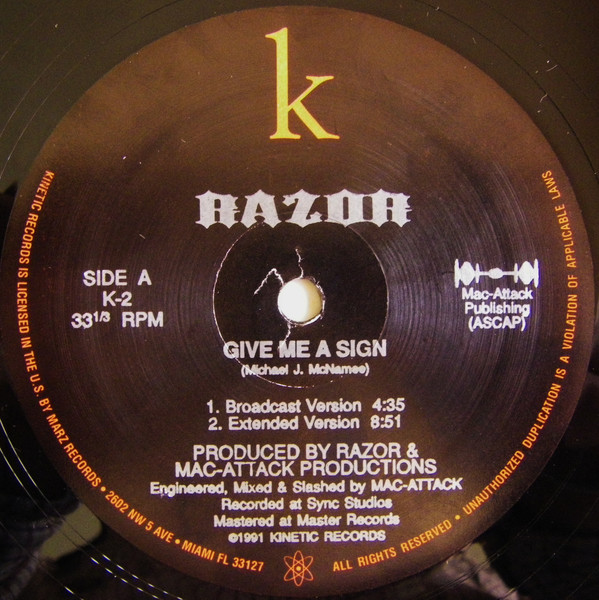 k
RAZOR
SIDE A
K-2
33 1/3 RPM
Mac-Attack
Publishing
(ASCAP)
GIVE ME A SIGN
(Michael J. McNamee)
1. Broadcast Version 4:35
2. Extended Version 8:51
PRODUCED BY RAZOR &
MAC-ATTACK PRODUCTIONS
Engineered, Mixed & Slashed by MAC-ATTACK
Recorded at Sync Studios
Mastered at Master Records
©1991 KINETIC RECORDS
KINETIC RECORDS IS LICENSED IN THE U.S. BY MARZ RECORDS • 2602 NW 5 AVE • MIAMI FL 33127
ALL RIGHTS RESERVED • UNAUTHORIZED DUPLICATION IS A VIOLATION OF APPLICABLE LAWS